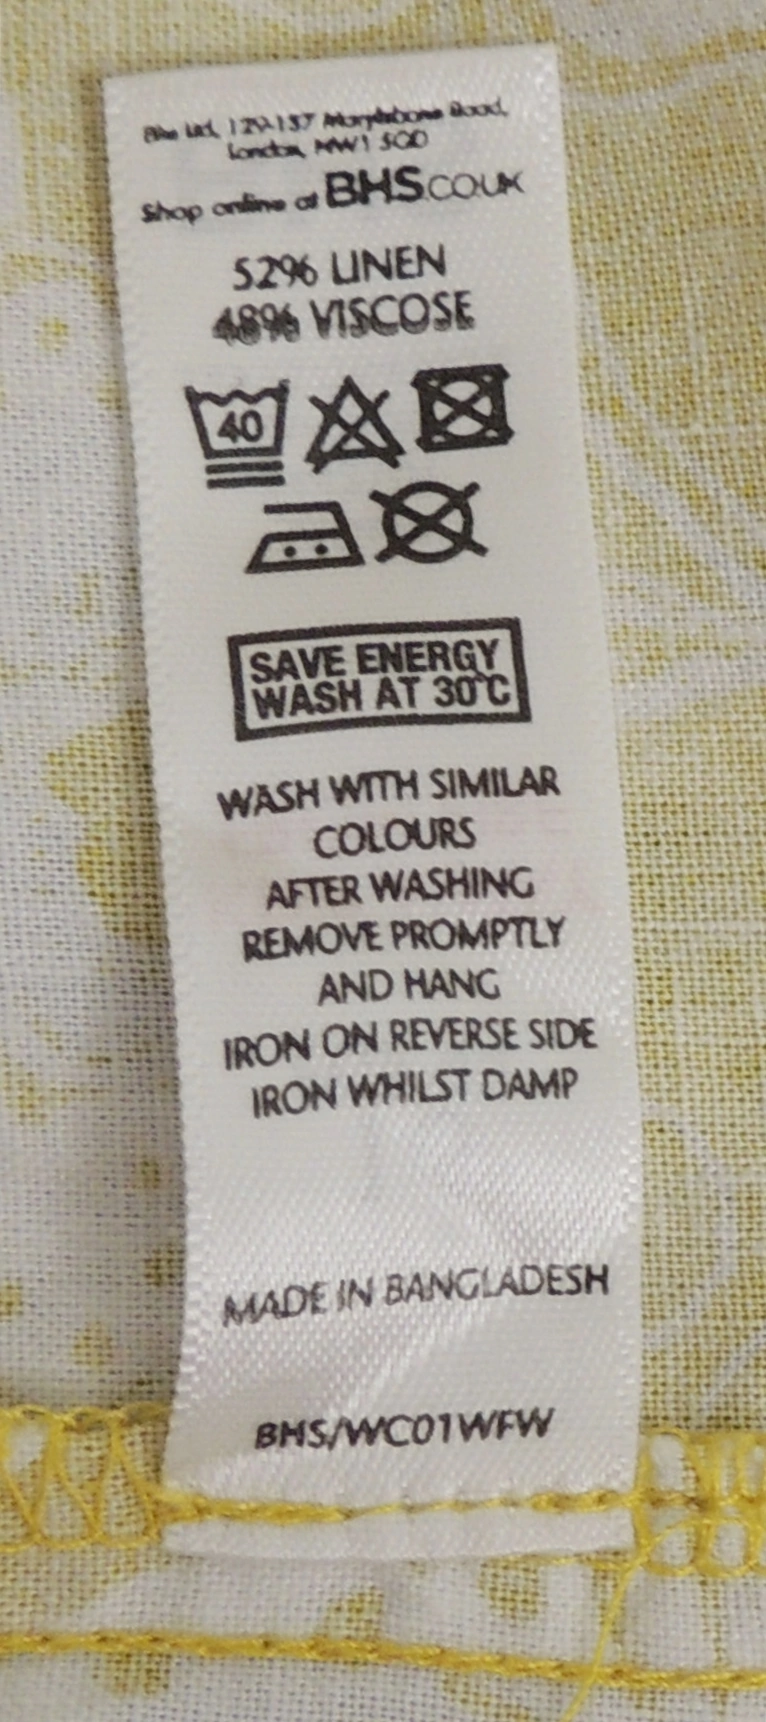 Bhs Ltd, 129-137 Marylebone Road,
London, NW1 5QD
Shop online at BHS.CO.UK
52% LINEN
48% VISCOSE
40
SAVE ENERGY
WASH AT 30°C
WASH WITH SIMILAR
COLOURS
AFTER WASHING
REMOVE PROMPTLY
AND HANG
IRON ON REVERSE SIDE
IRON WHILST DAMP
MADE IN BANGLADESH
BHS/WC01WFW